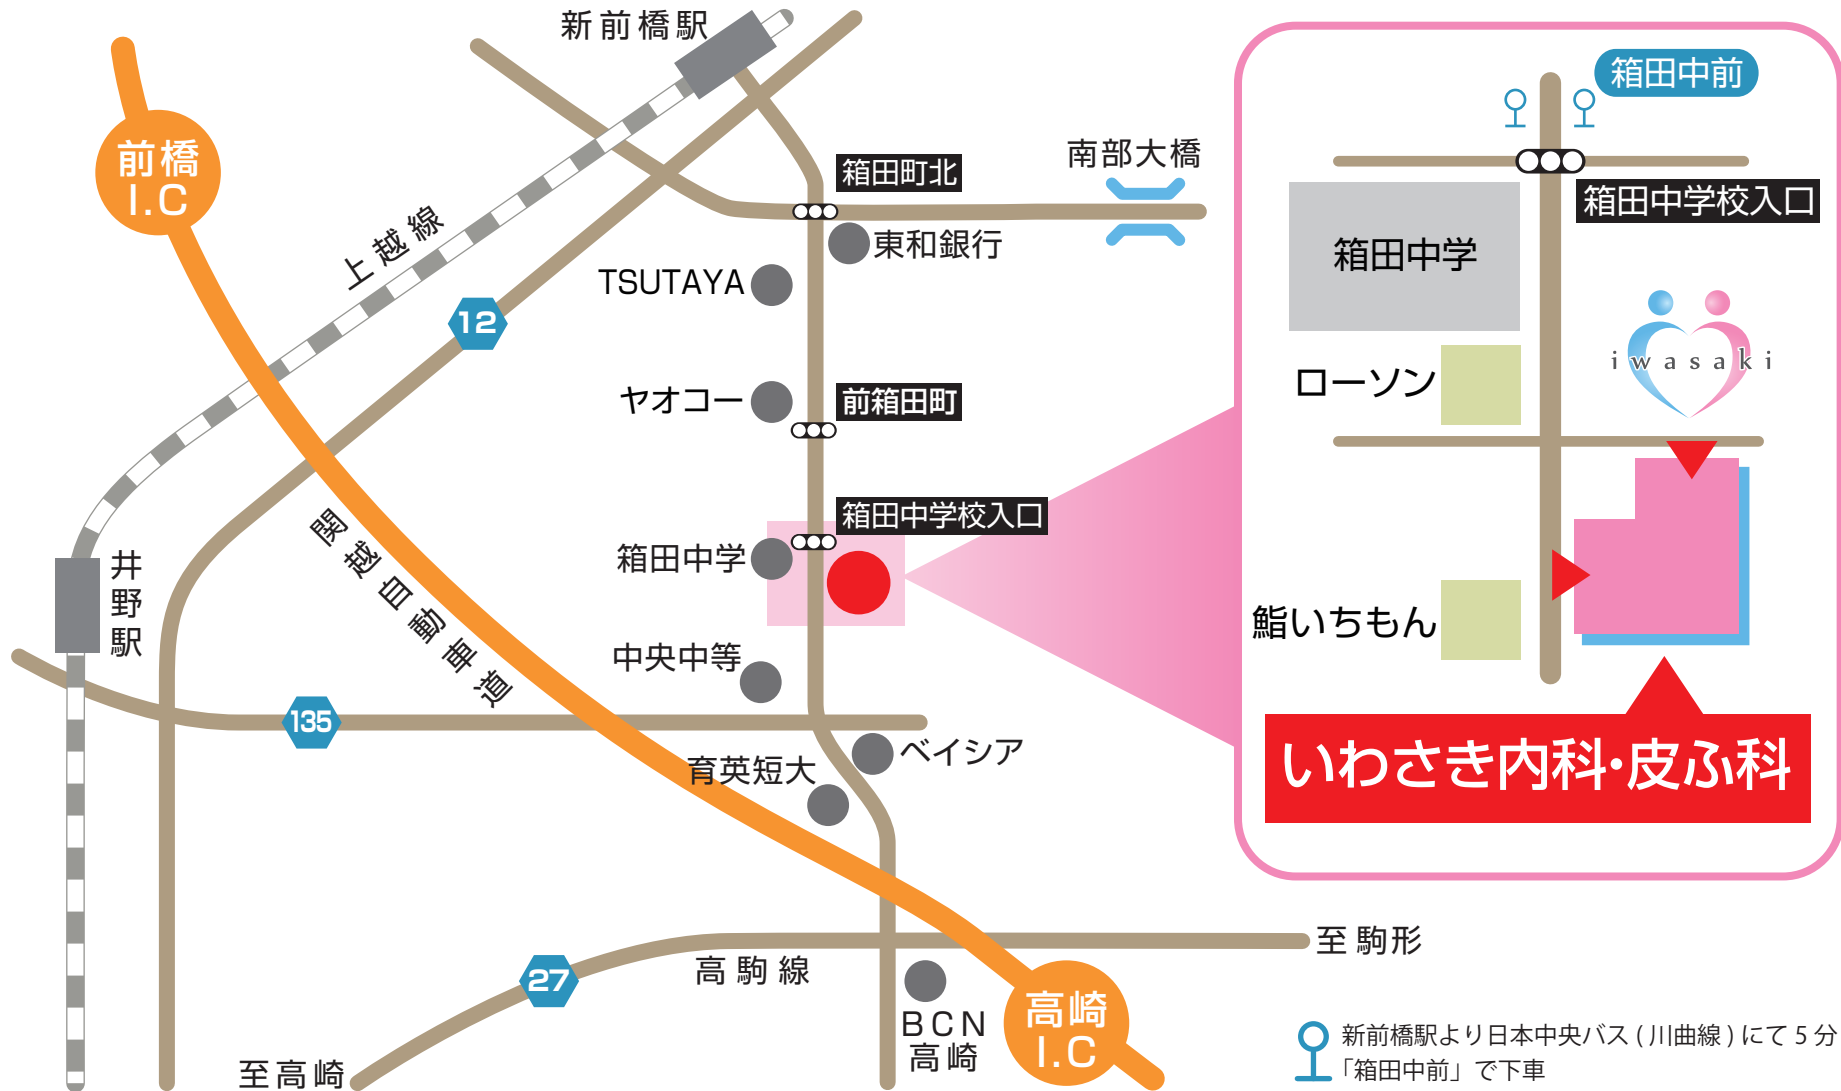 新前橋駅
前橋
I.C
上越線
12
箱田町北
南部大橋
東和銀行
TSUTAYA
ヤオコー
前箱田町
箱田中学校入口
箱田中学
関越自動車道
井野駅
中央中等
135
ベイシア
育英短大
27
高駒線
至駒形
BCN
高崎
高崎
I.C
至高崎
箱田中前
箱田中学校入口
箱田中学
iwasaki
ローソン
鮨いちもん
いわさき内科・皮ふ科
新前橋駅より日本中央バス(川曲線)にて5分
「箱田中前」で下車